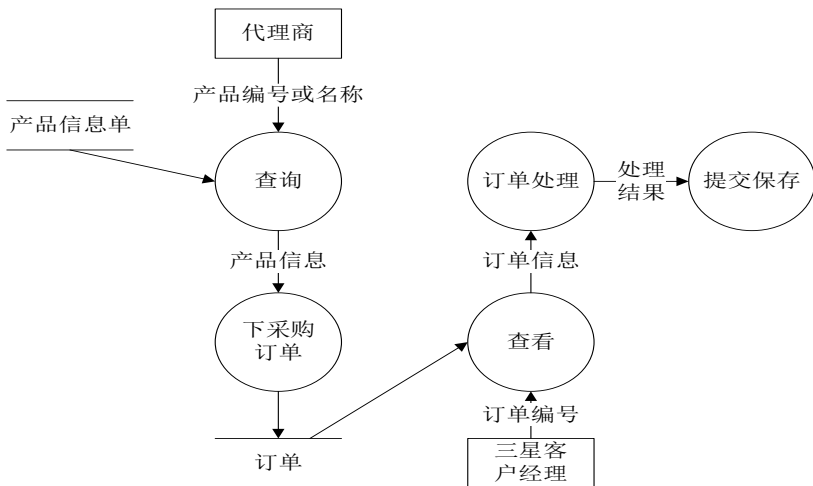 代理商
产品编号或名称
产品信息单
查询
产品信息
下采购
订单
订单
订单处理
处理
结果
提交保存
订单信息
查看
订单编号
三星客
户经理